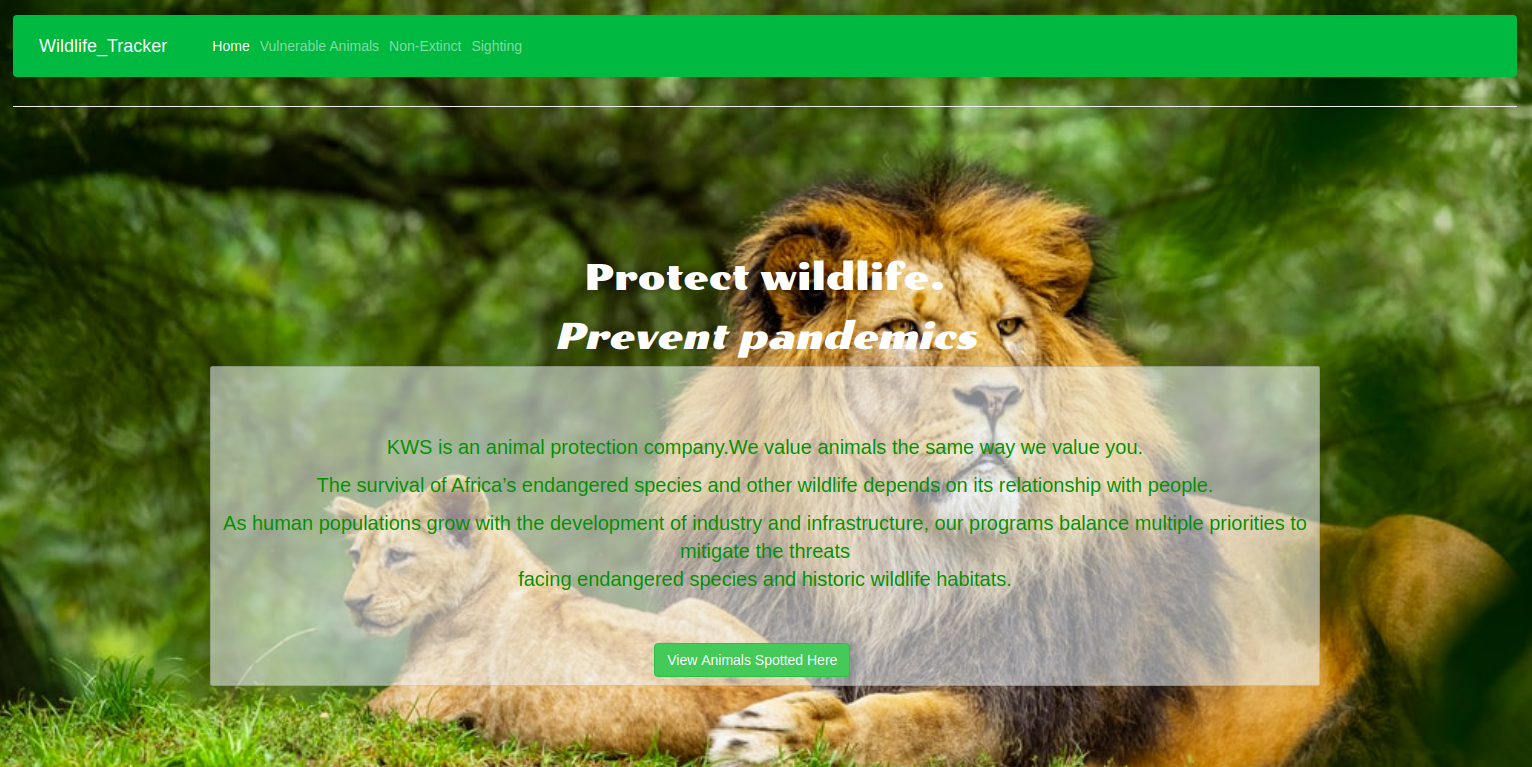 Wildlife_Tracker Home Vulnerable Animals Non-Extinct Sighting
Protect wildlife.
Prevent pandemics
KWS is an animal protection company.We value animals the same way we value you.
The survival of Africa’s endangered species and other wildlife depends on its relationship with people.
As human populations grow with the development of industry and infrastructure, our programs balance multiple priorities to
mitigate the threats
facing endangered species and historic wildlife habitats.
View Animals Spotted Here